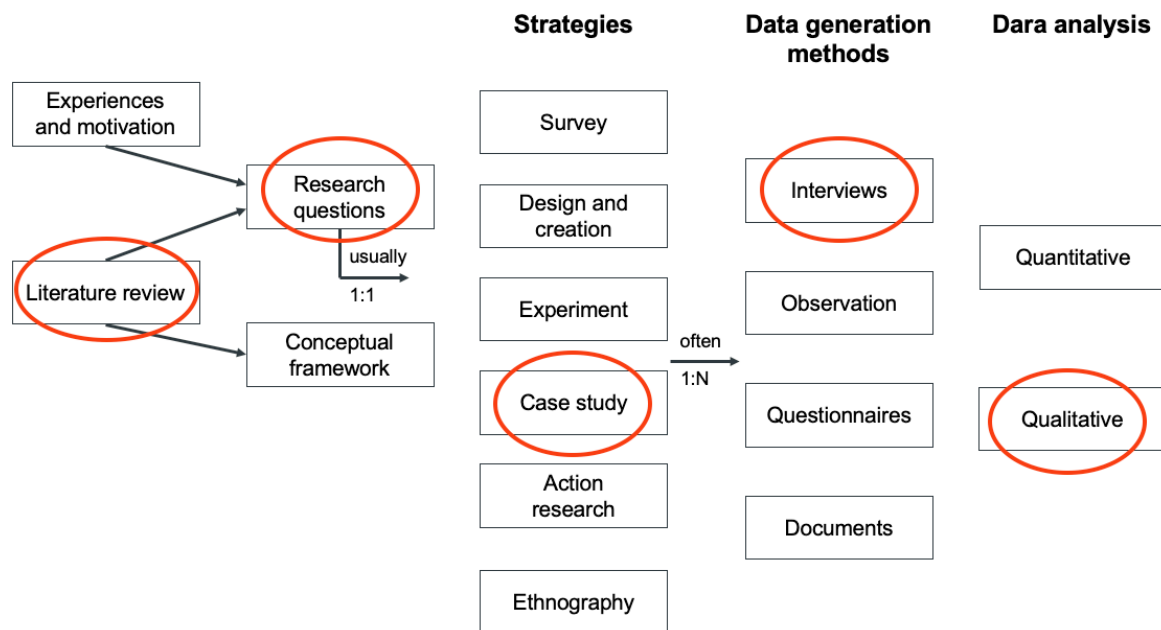 Strategies
Data generation
methods
Dara analysis
Experiences
and motivation
Research
questions
usually
1:1
Literature review
Conceptual
framework
Survey
Design and
creation
Experiment
Case study
Action
research
Ethnography
often
1:N
Interviews
Observation
Questionnaires
Documents
Quantitative
Qualitative